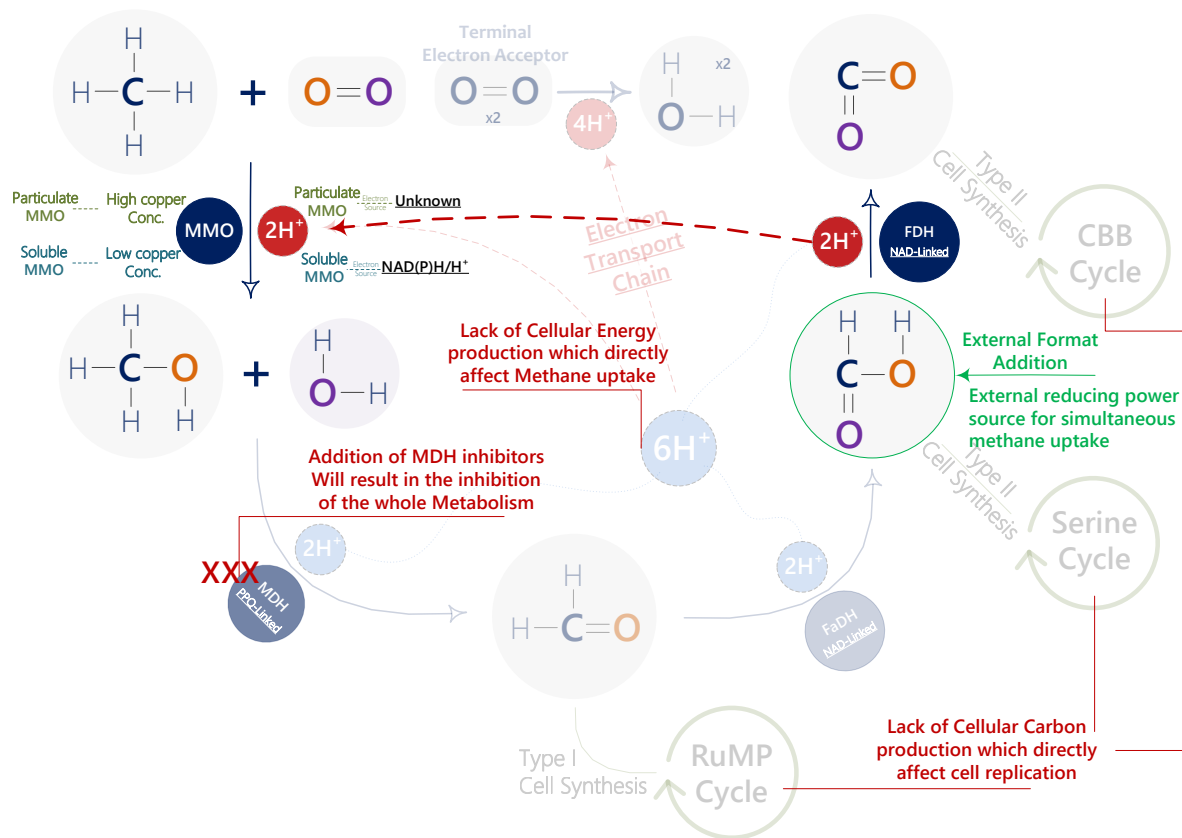 Terminal
Electron Acceptor
H
H C H
H
+
O=O
O=O
x2
4H+
H
O H
x2
C O
O
Type II
Cell Synthesis
CBB
Cycle
Particulate
MMO
High copper
Conc.
Soluble
MMO
Low copper
Conc.
MMO
2H+
Particulate
MMO
Electron
Source
Unknown
Soluble
MMO
Electron
Source
NAD(P)H/H+
Electron
Transport
Chain
2H+
FDH
NAD-Linked
H
H C O
H H
+
H
O H
Lack of Cellular Energy
production which directly
affect Methane uptake
H H
C O
O
External Format
Addition
External reducing power
source for simultaneous
methane uptake
6H+
Addition of MDH inhibitors
Will result in the inhibition
of the whole Metabolism
Type II
Cell Synthesis
Serine
Cycle
XXX
MDH
PPQ-Linked
2H+
2H+
FaDH
NAD-Linked
H
H C O
Type I
Cell Synthesis
RuMP
Cycle
Lack of Cellular Carbon
production which directly
affect cell replication